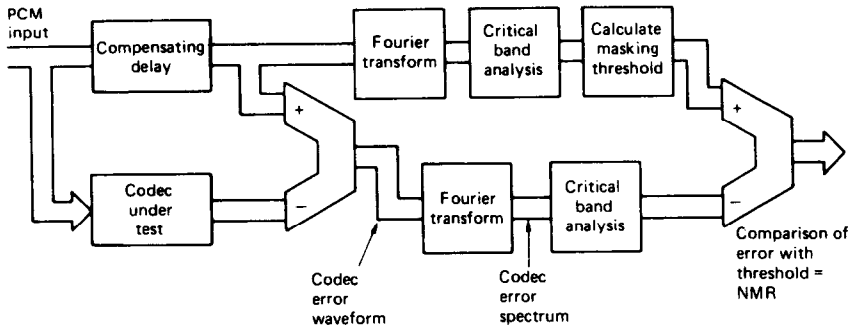 PCM
input
Compensating
delay
Fourier
transform
Critical
band
analysis
Calculate
masking
threshold
+
+
Codec
under
test
−
Fourier
transform
Critical
band
analysis
−
Codec
error
waveform
Codec
error
spectrum
Comparison of
error with
threshold =
NMR